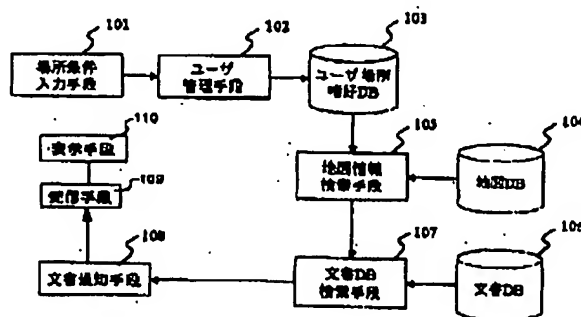 101
場所条件
入力手段
102
ユーザ
管理手段
103
ユーザ場所
嗜好DB
110
表示手段
109
受信手段
105
地図情報
検索手段
104
地図DB
108
文書通知手段
107
文書DB
検索手段
106
文書DB